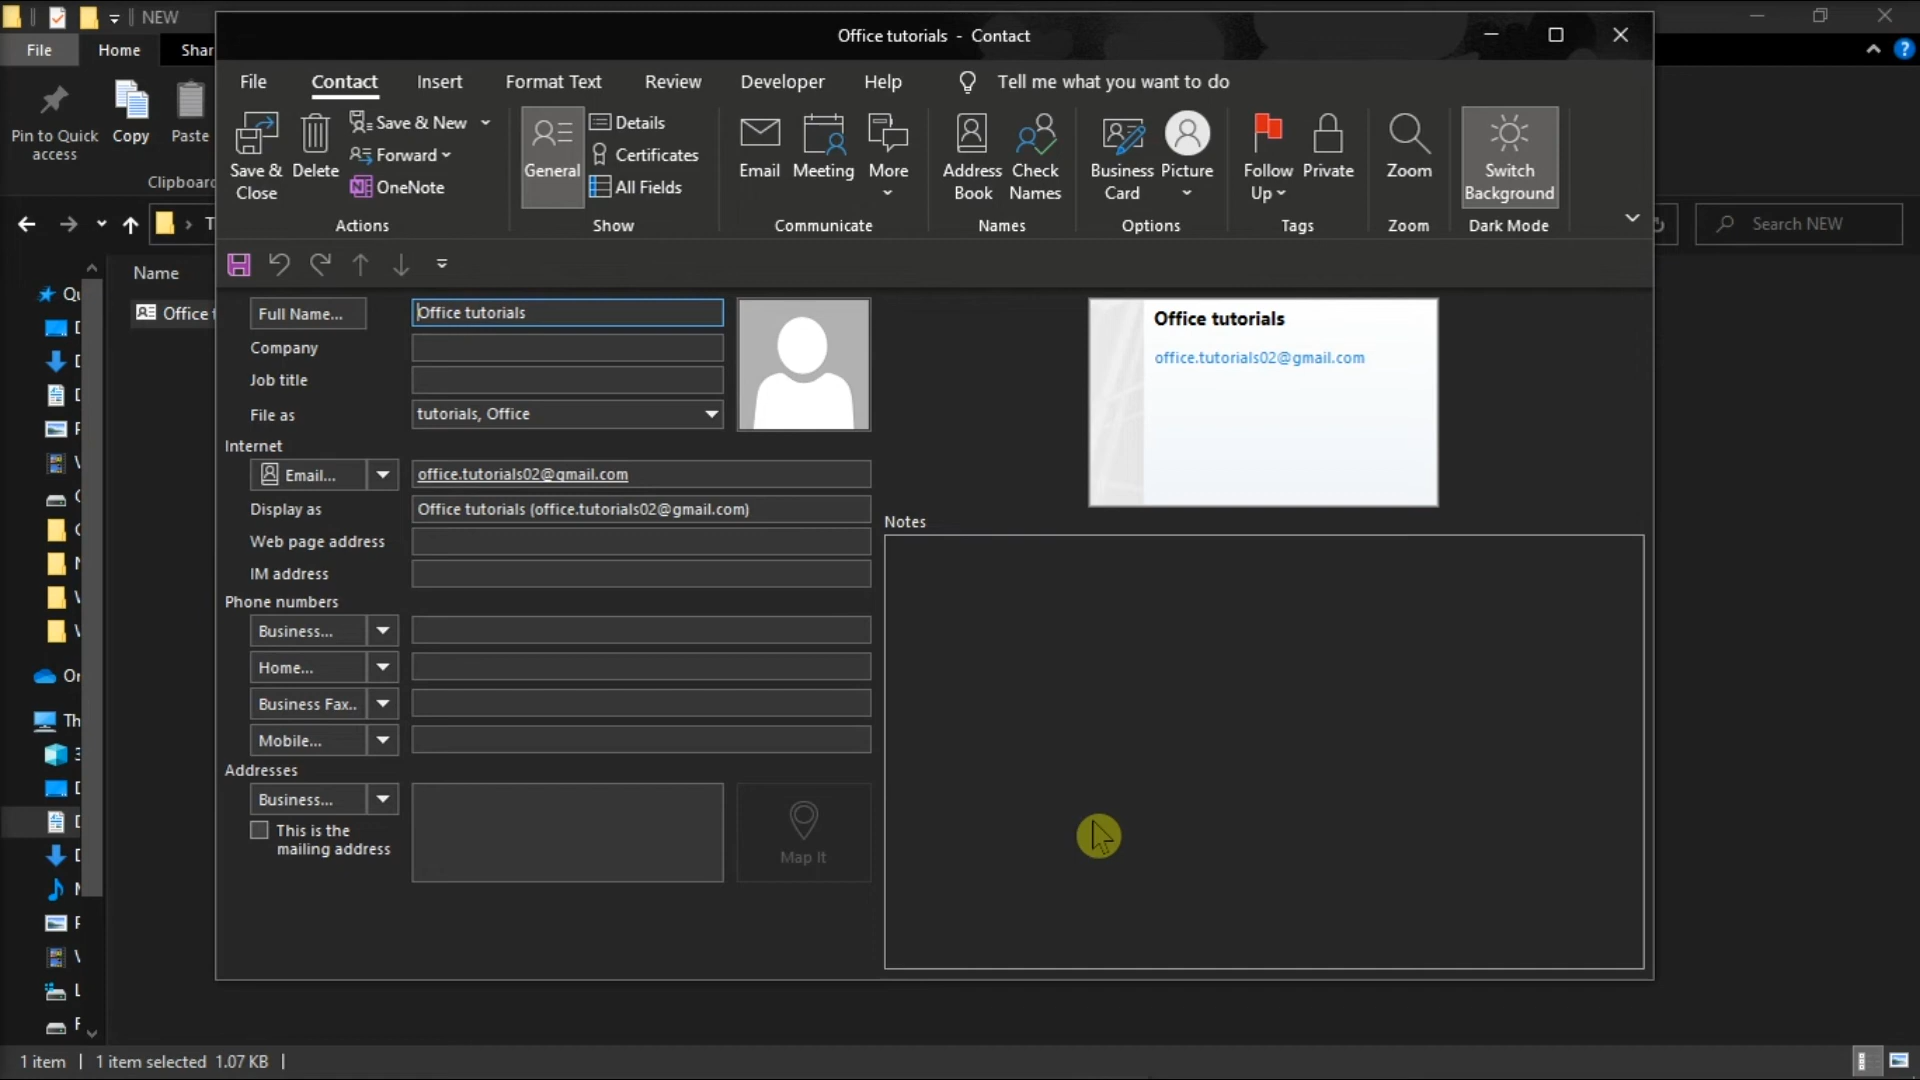 NEW
File
Home
Shar
Pin to Quick
access
Copy
Paste
Clipboard
Search NEW
Name
Office t
Office tutorials - Contact
File
Contact
Insert
Format Text
Review
Developer
Help
Tell me what you want to do
Save &
Close
Delete
Save & New
Forward
OneNote
Actions
General
Details
Certificates
All Fields
Show
Email
Meeting
More
Communicate
Address
Book
Check
Names
Names
Business
Card
Picture
Options
Follow
Up
Private
Tags
Zoom
Zoom
Switch
Background
Dark Mode
Full Name...
Office tutorials
Company
Job title
File as
tutorials, Office
Internet
Email...
office.tutorials02@gmail.com
Display as
Office tutorials (office.tutorials02@gmail.com)
Web page address
IM address
Phone numbers
Business...
Home...
Business Fax..
Mobile...
Addresses
Business...
This is the
mailing address
Map It
Office tutorials
office.tutorials02@gmail.com
Notes
1 item
1 item selected 1.07 KB